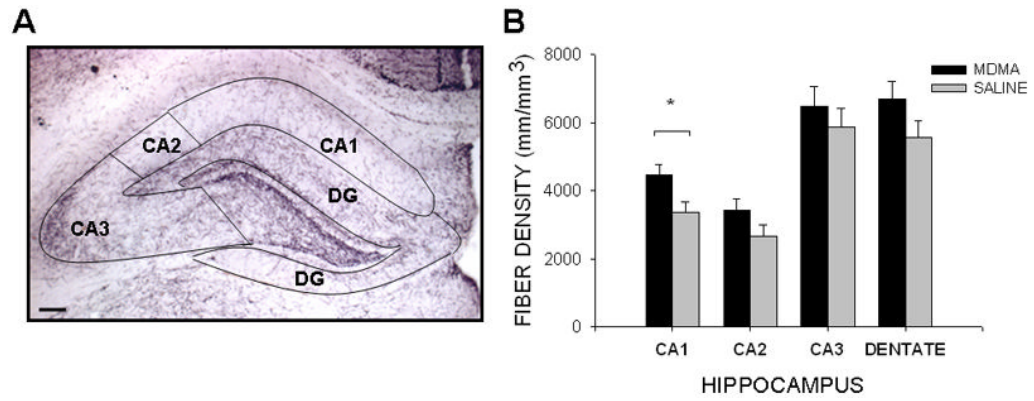 A
CA2
CA1
DG
CA3
DG
B
8000
6000
4000
2000
0
FIBER DENSITY (mm/mm³)
MDMA
SALINE
*
CA1 CA2 CA3 DENTATE
HIPPOCAMPUS